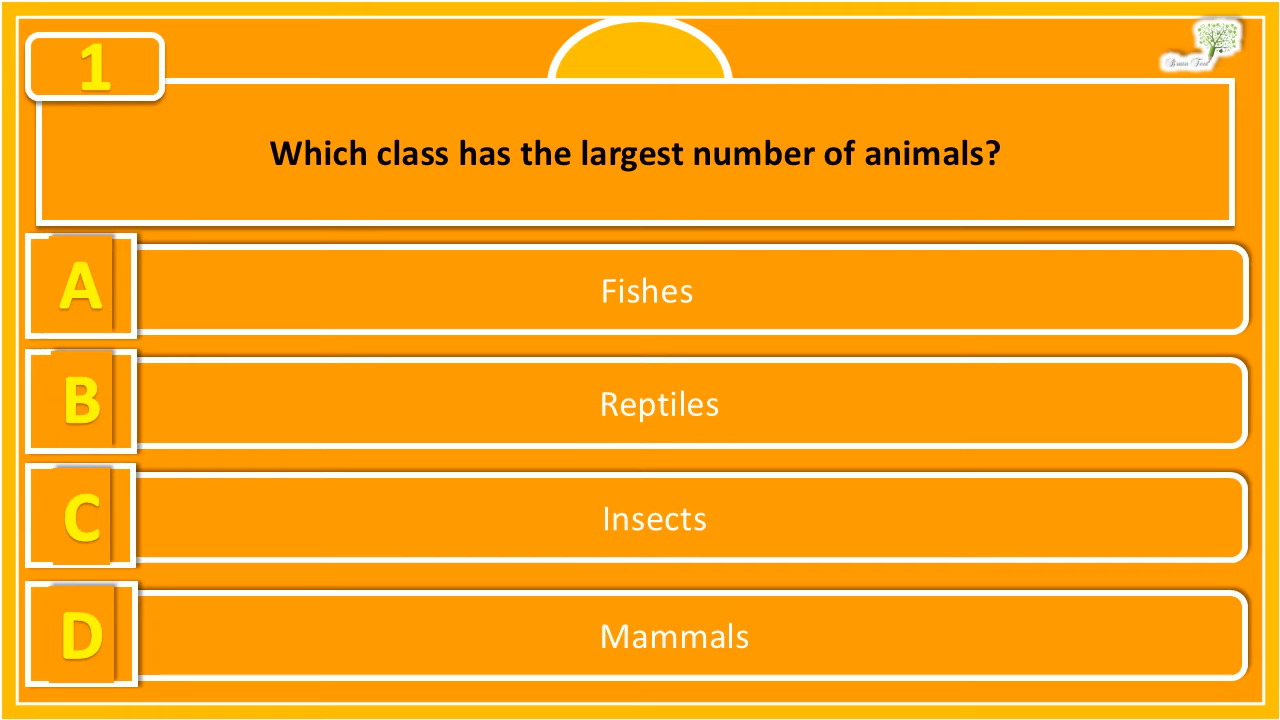 1
Which class has the largest number of animals?
A
Fishes
B
Reptiles
C
Insects
D
Mammals